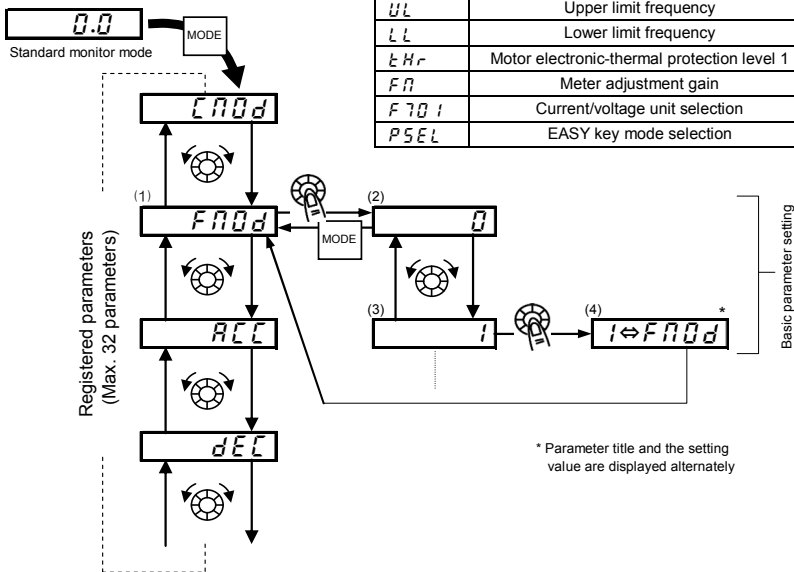 UL Upper limit frequency
LL Lower limit frequency
tHr Motor electronic-thermal protection level 1
FM Meter adjustment gain
F701 Current/voltage unit selection
PSEL EASY key mode selection
0.0
Standard monitor mode
MODE
CMOd
(1)
FMOd
MODE
(2)
0
(3)
1
(4)
*
1⇔FMOd
ACC
dEC
Registered parameters
(Max. 32 parameters)
Basic parameter setting
* Parameter title and the setting
value are displayed alternately